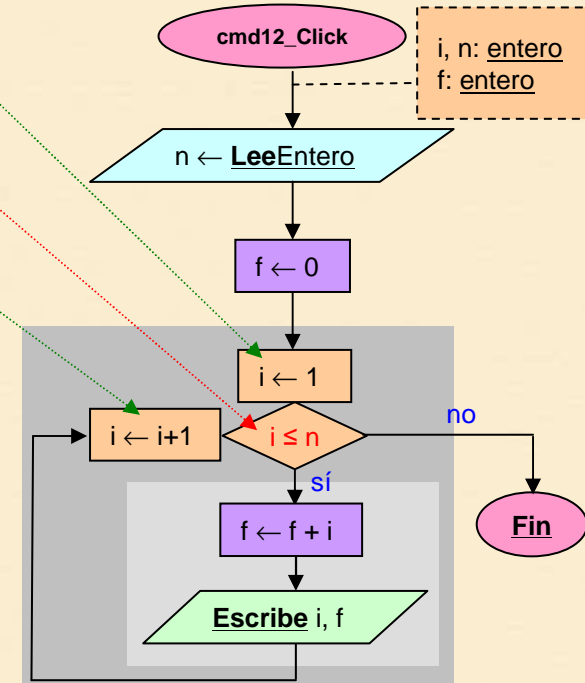 cmd12_Click
i, n: entero
f: entero
n ← LeeEntero
f ← 0
i ← 1
i ← i+1
i ≤ n
no
sí
f ← f + i
Fin
Escribe i, f